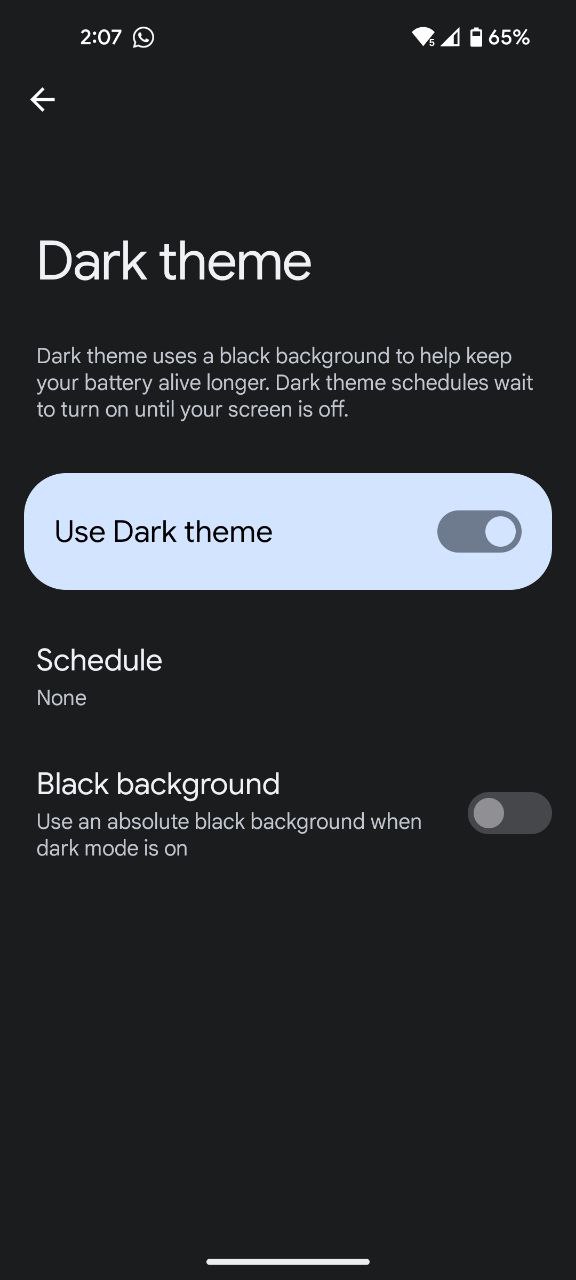 2:07
5
65%
Dark theme
Dark theme uses a black background to help keep
your battery alive longer. Dark theme schedules wait
to turn on until your screen is off.
Use Dark theme
Schedule
None
Black background
Use an absolute black background when
dark mode is on